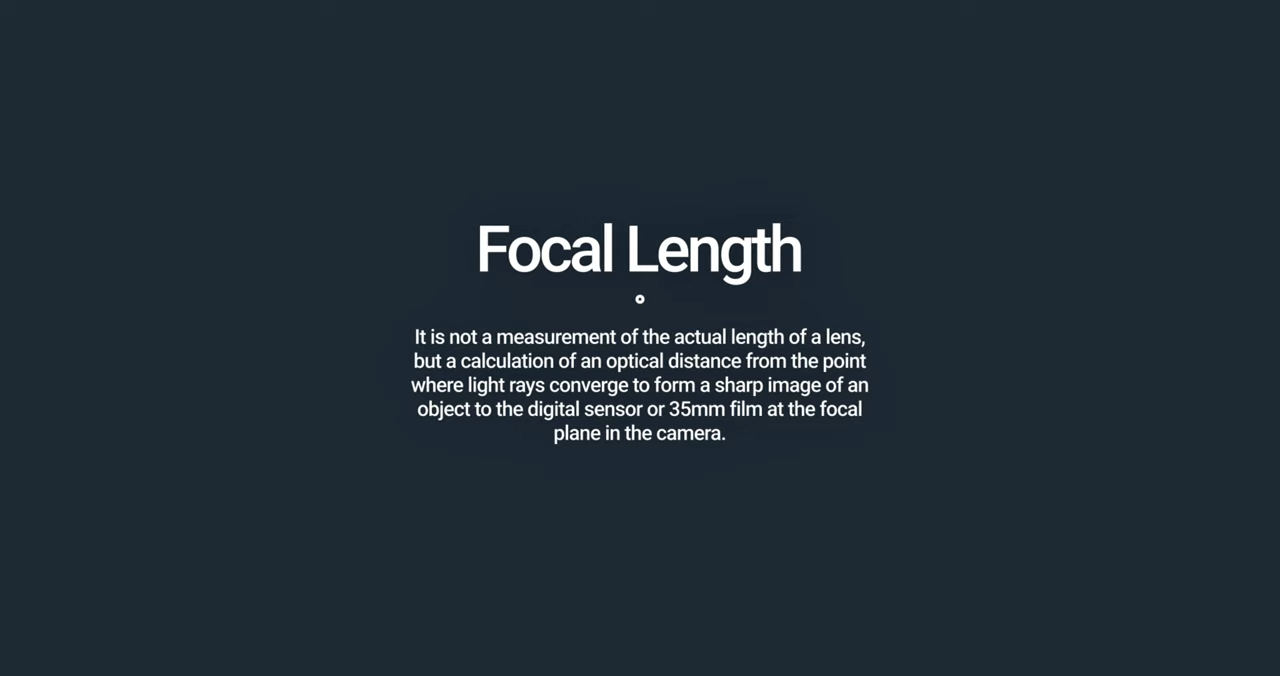 Focal Length
It is not a measurement of the actual length of a lens,
but a calculation of an optical distance from the point
where light rays converge to form a sharp image of an
object to the digital sensor or 35mm film at the focal
plane in the camera.